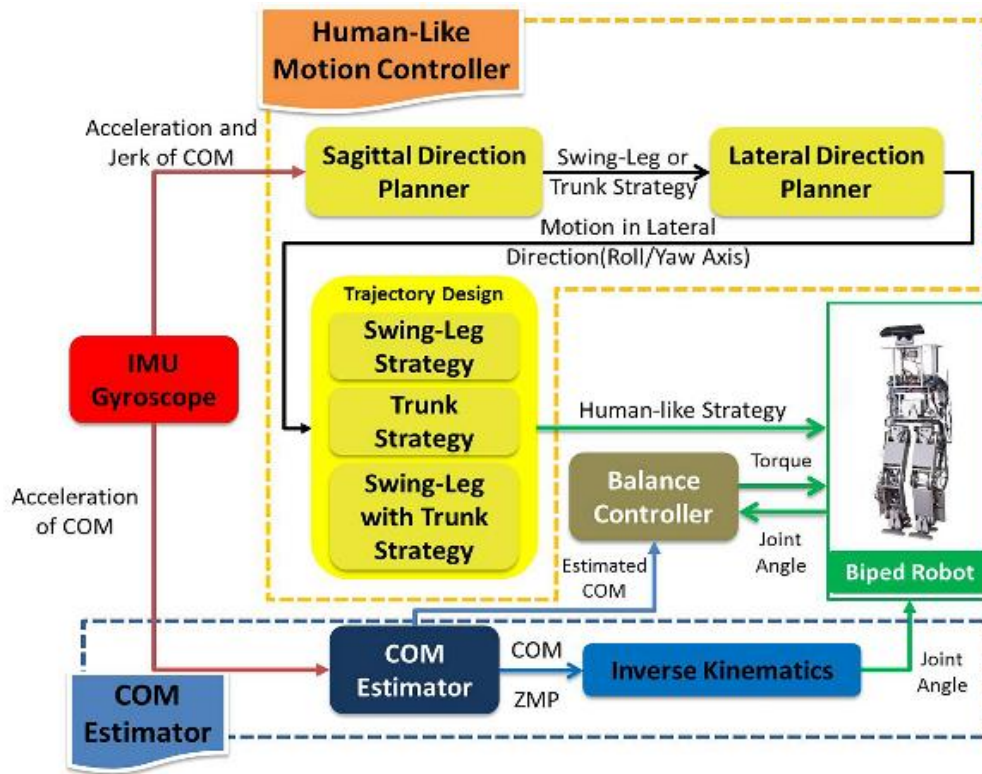 Human-Like
Motion Controller
Acceleration and
Jerk of COM
Sagittal Direction
Planner
Swing-Leg or
Trunk Strategy
Lateral Direction
Planner
Motion in Lateral
Direction(Roll/Yaw Axis)
Trajectory Design
Swing-Leg
Strategy
Trunk
Strategy
Swing-Leg
with Trunk
Strategy
IMU
Gyroscope
Acceleration
of COM
Human-like Strategy
Balance
Controller
Torque
Joint
Angle
Biped Robot
Estimated
COM
COM
Estimator
COM
ZMP
Inverse Kinematics
Joint
Angle
COM
Estimator